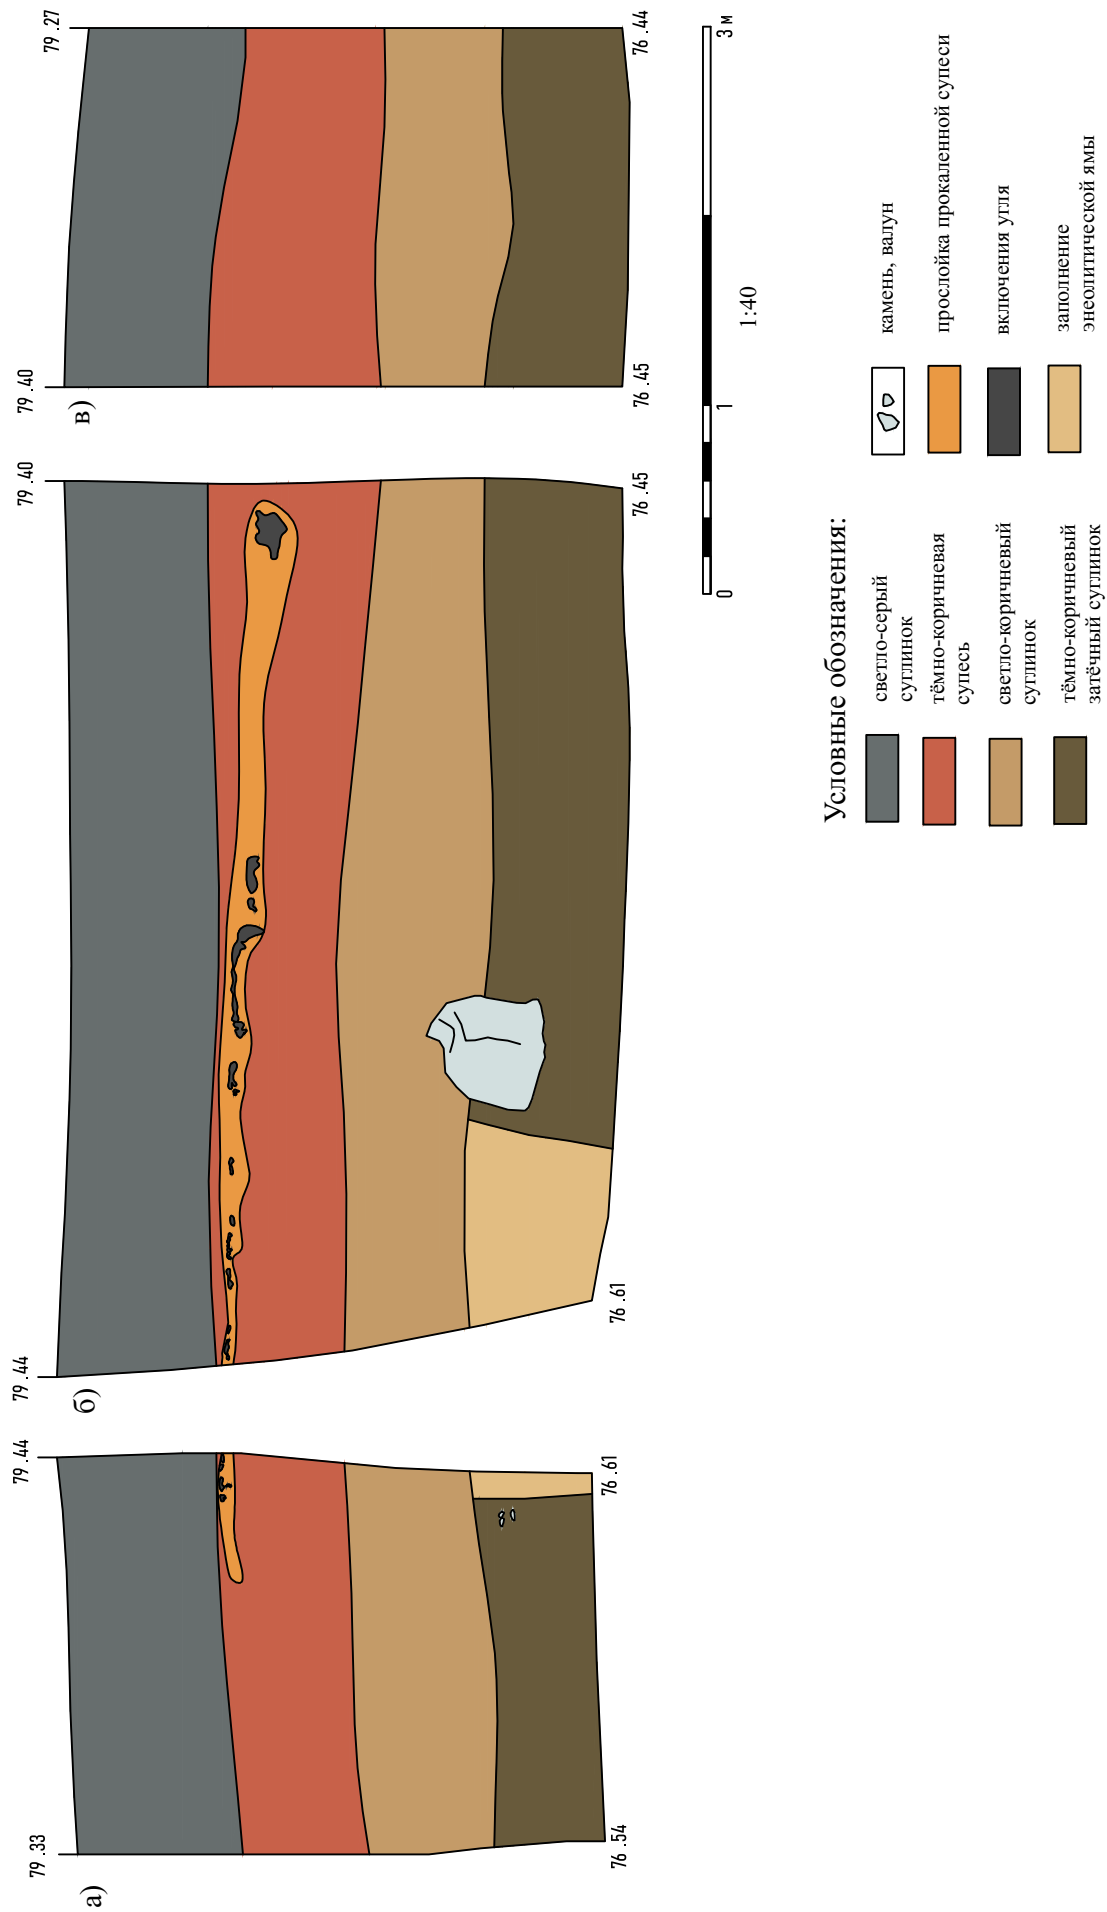 а)
79.33
79.44
76.54
76.61
б)
79.44
79.40
76.61
76.45
в)
79.40
79.27
76.45
76.44
0
1
3 м
1:40
Условные обозначения:
светло-серый
суглинок
тёмно-коричневая
супесь
светло-коричневый
суглинок
тёмно-коричневый
затёчный суглинок
камень, валун
прослойка прокаленной супеси
включения угля
заполнение
энеолитической ямы